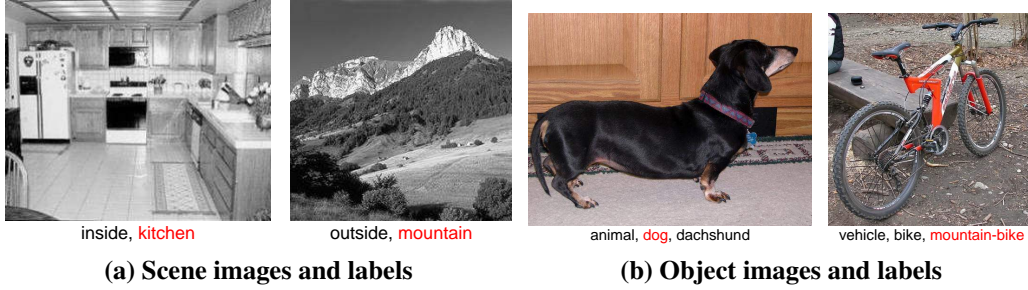 inside, kitchen
outside, mountain
animal, dog, dachshund
vehicle, bike, mountain-bike
(a) Scene images and labels
(b) Object images and labels